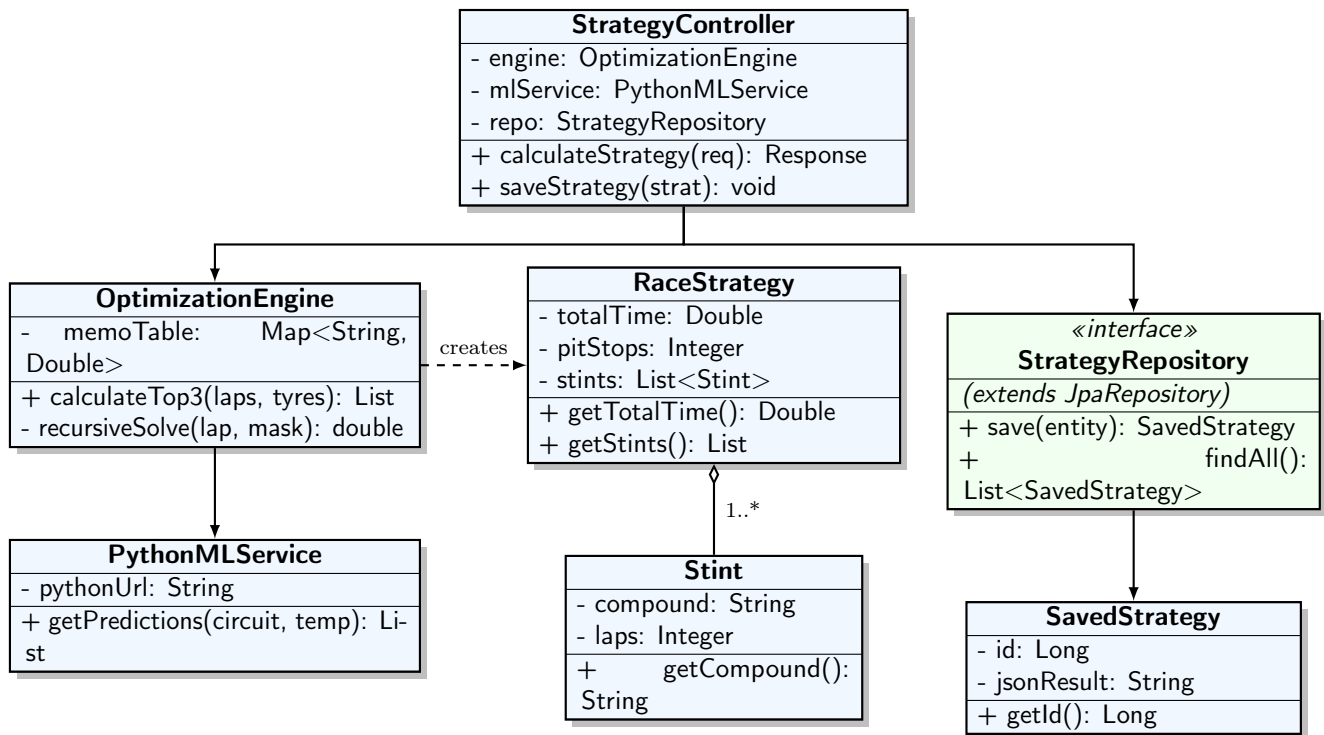 StrategyController
- engine: OptimizationEngine
- mlService: PythonMLService
- repo: StrategyRepository
+ calculateStrategy(req): Response
+ saveStrategy(strat): void
OptimizationEngine
- memoTable: Map<String,
Double>
+ calculateTop3(laps, tyres): List
- recursiveSolve(lap, mask): double
creates
RaceStrategy
- totalTime: Double
- pitStops: Integer
- stints: List<Stint>
+ getTotalTime(): Double
+ getStints(): List
«interface»
StrategyRepository
(extends JpaRepository)
+ save(entity): SavedStrategy
+ findAll():
List<SavedStrategy>
1..*
PythonMLService
- pythonUrl: String
+ getPredictions(circuit, temp): Li-
st
Stint
- compound: String
- laps: Integer
+ getCompound():
String
SavedStrategy
- id: Long
- jsonResult: String
+ getId(): Long